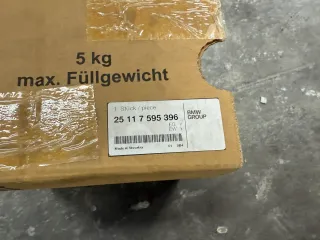 5 kg
max. Füllgewicht
1 Stück / piece
25 11 7 595 396
BMW
GROUP